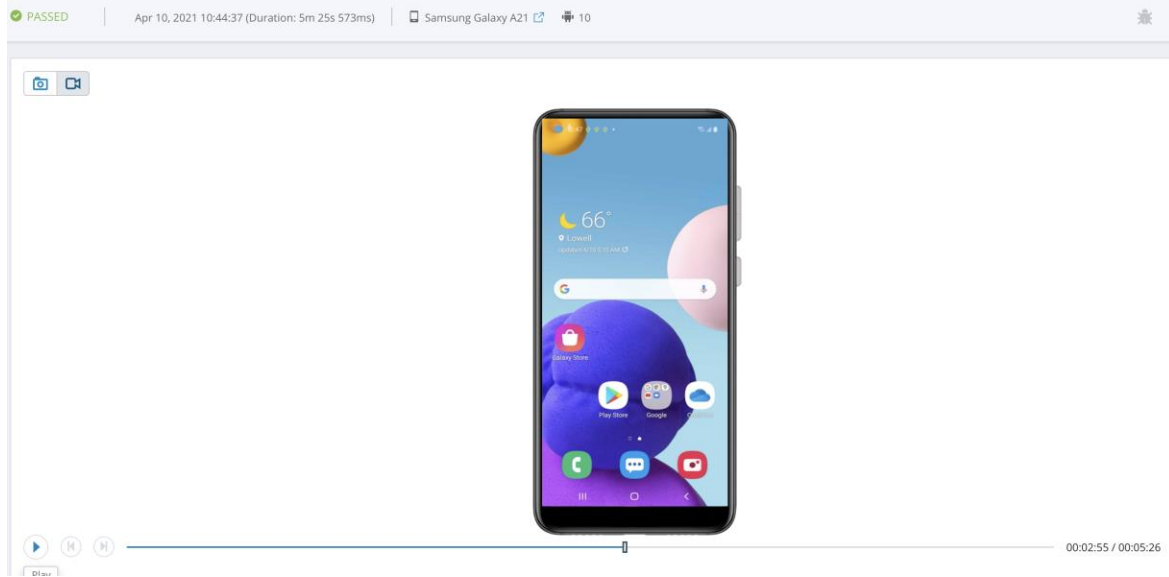 PASSED
Apr 10, 2021 10:44:37 (Duration: 5m 25s 573ms)
Samsung Galaxy A21
10
66°
Lowell
Galaxy Store
Play Store
Google
00:02:55 / 00:05:26
Play